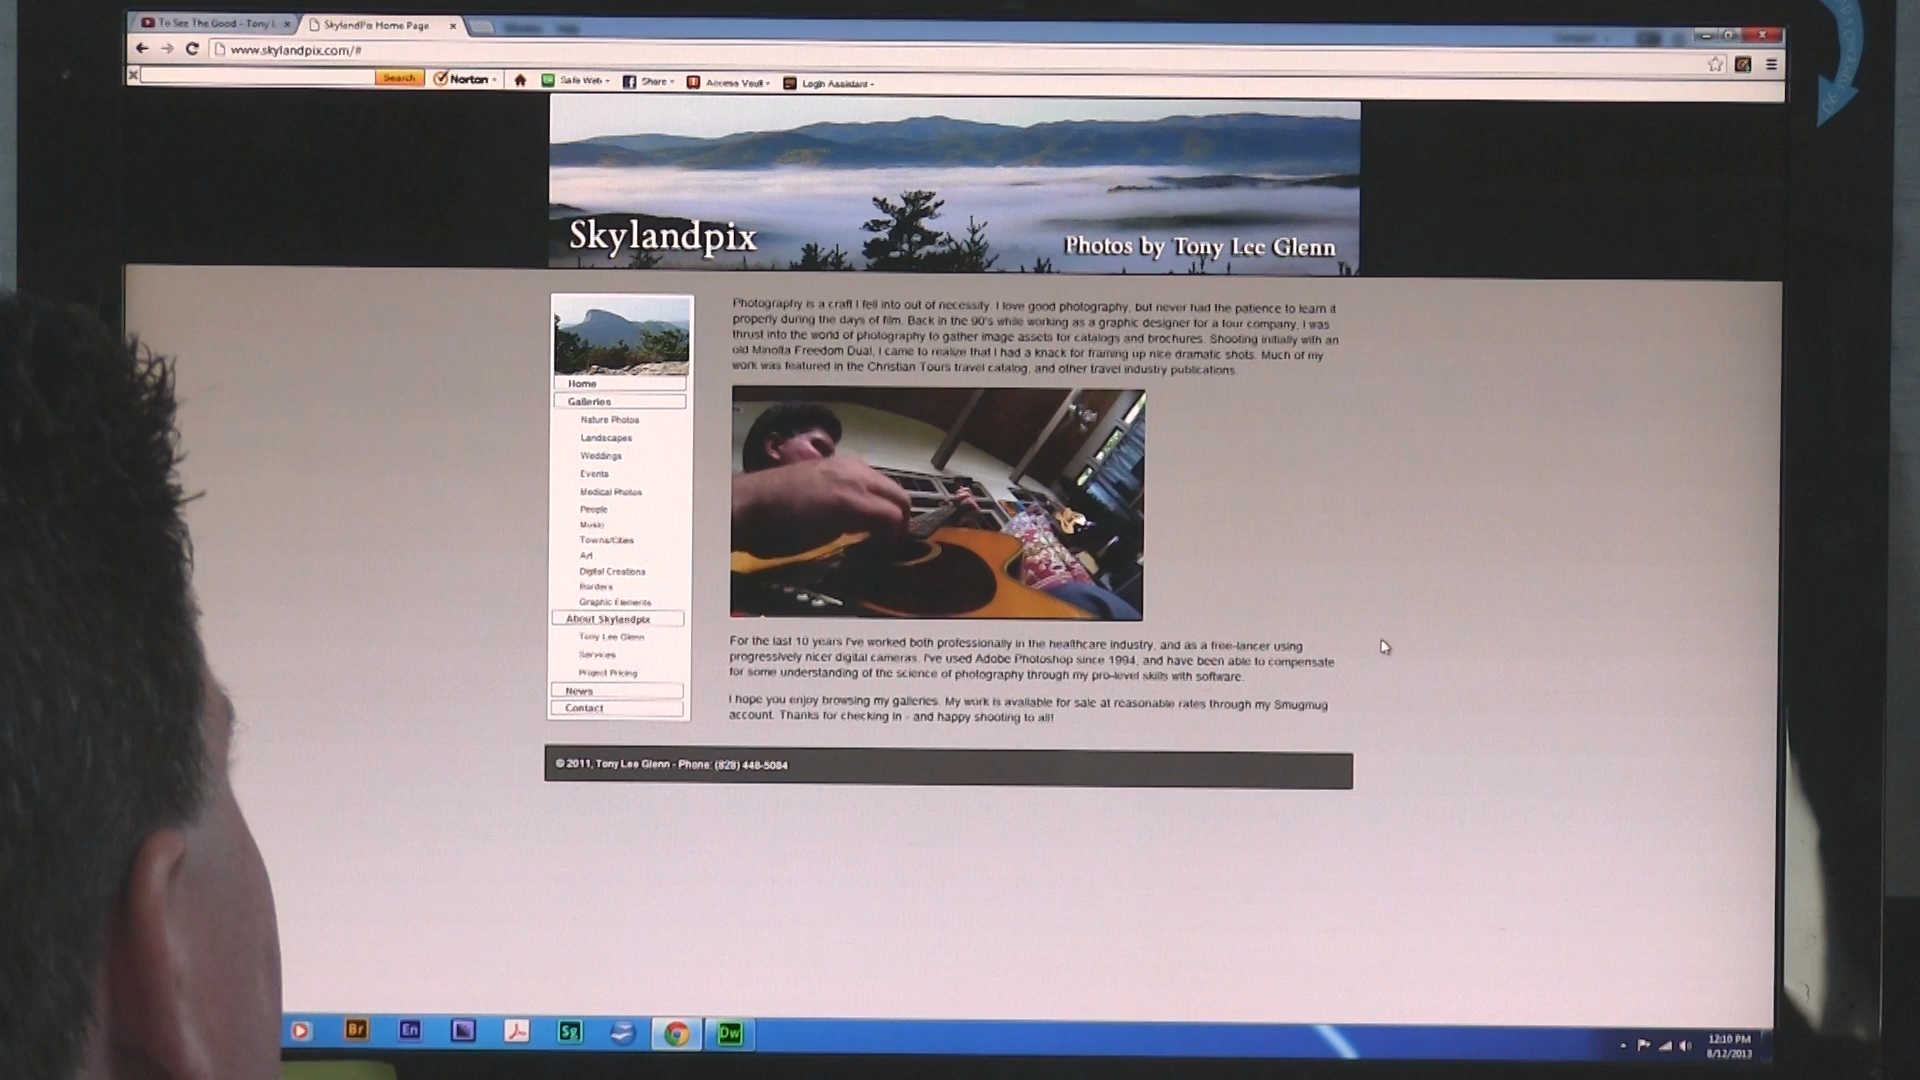 To See The Good - Tony L
SkylandPix Home Page
www.skylandpix.com/#
Search
Norton
Safe Web
Share
Access Vault
Login Assistant
Skylandpix
Photos by Tony Lee Glenn
Photography is a craft I fell into out of necessity. I love good photography, but never had the patience to learn it
properly during the days of film. Back in the 90's while working as a graphic designer for a tour company, I was
thrust into the world of photography to gather image assets for catalogs and brochures. Shooting initially with an
old Minolta Freedom Dual, I came to realize that I had a knack for framing up nice dramatic shots. Much of my
work was featured in the Christian Tours travel catalog, and other travel industry publications.
Home
Galleries
Nature Photos
Landscapes
Weddings
Events
Medical Photos
People
Music
Towns/Cities
Art
Digital Creations
Borders
Graphic Elements
About Skylandpix
Tony Lee Glenn
Services
Project Pricing
News
Contact
For the last 10 years I've worked both professionally in the healthcare industry, and as a free-lancer using
progressively nicer digital cameras. I've used Adobe Photoshop since 1994, and have been able to compensate
for some understanding of the science of photography through my pro-level skills with software.
I hope you enjoy browsing my galleries. My work is available for sale at reasonable rates through my Smugmug
account. Thanks for checking in - and happy shooting to all!
© 2011, Tony Lee Glenn - Phone: (828) 448-5084
Br
En
Sg
Dw
12:10 PM
8/12/2013